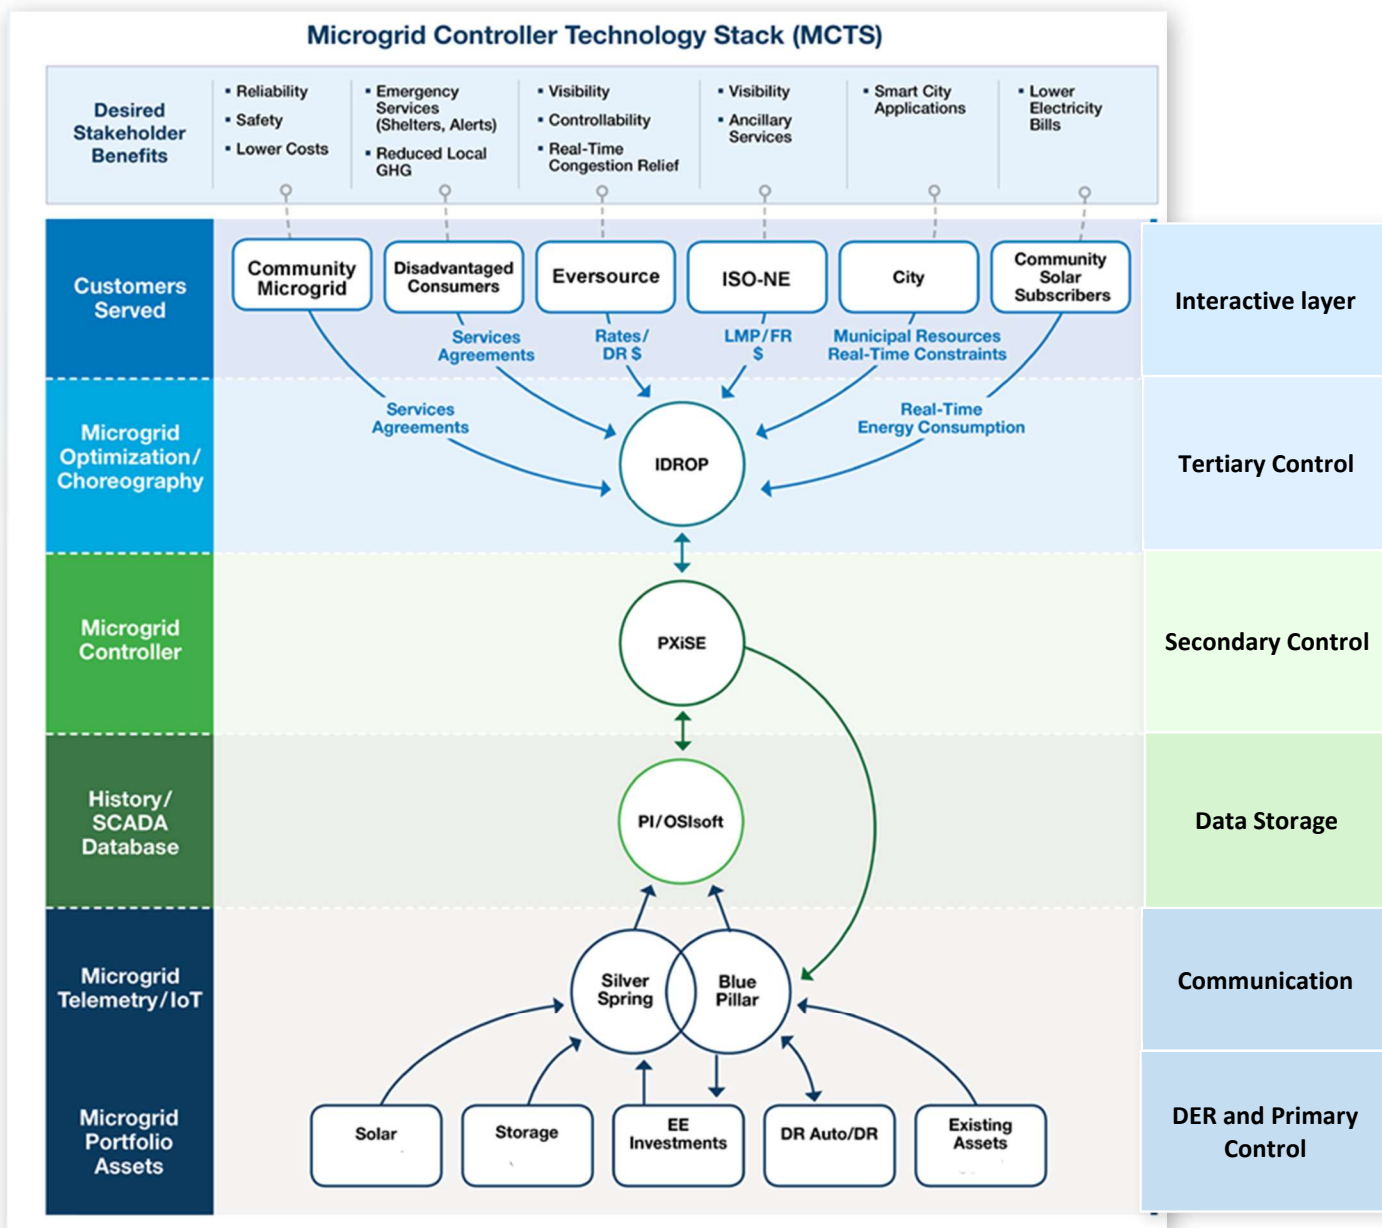 Microgrid Controller Technology Stack (MCTS)
Desired
Stakeholder
Benefits
▪ Reliability
▪ Safety
▪ Lower Costs
▪ Emergency
Services
(Shelters, Alerts)
▪ Reduced Local
GHG
▪ Visibility
▪ Controllability
▪ Real-Time
Congestion Relief
▪ Visibility
▪ Ancillary
Services
▪ Smart City
Applications
▪ Lower
Electricity
Bills
Customers
Served
Community
Microgrid
Disadvantaged
Consumers
Eversource
ISO-NE
City
Community
Solar
Subscribers
Interactive layer
Services
Agreements
Rates/
DR $
LMP/FR
$
Municipal Resources
Real-Time Constraints
Microgrid
Optimization/
Choreography
Services
Agreements
Real-Time
Energy Consumption
IDROP
Tertiary Control
Microgrid
Controller
PXiSE
Secondary Control
History/
SCADA
Database
PI/OSIsoft
Data Storage
Microgrid
Telemetry/IoT
Silver
Spring
Blue
Pillar
Communication
Microgrid
Portfolio
Assets
Solar
Storage
EE
Investments
DR Auto/DR
Existing
Assets
DER and Primary
Control